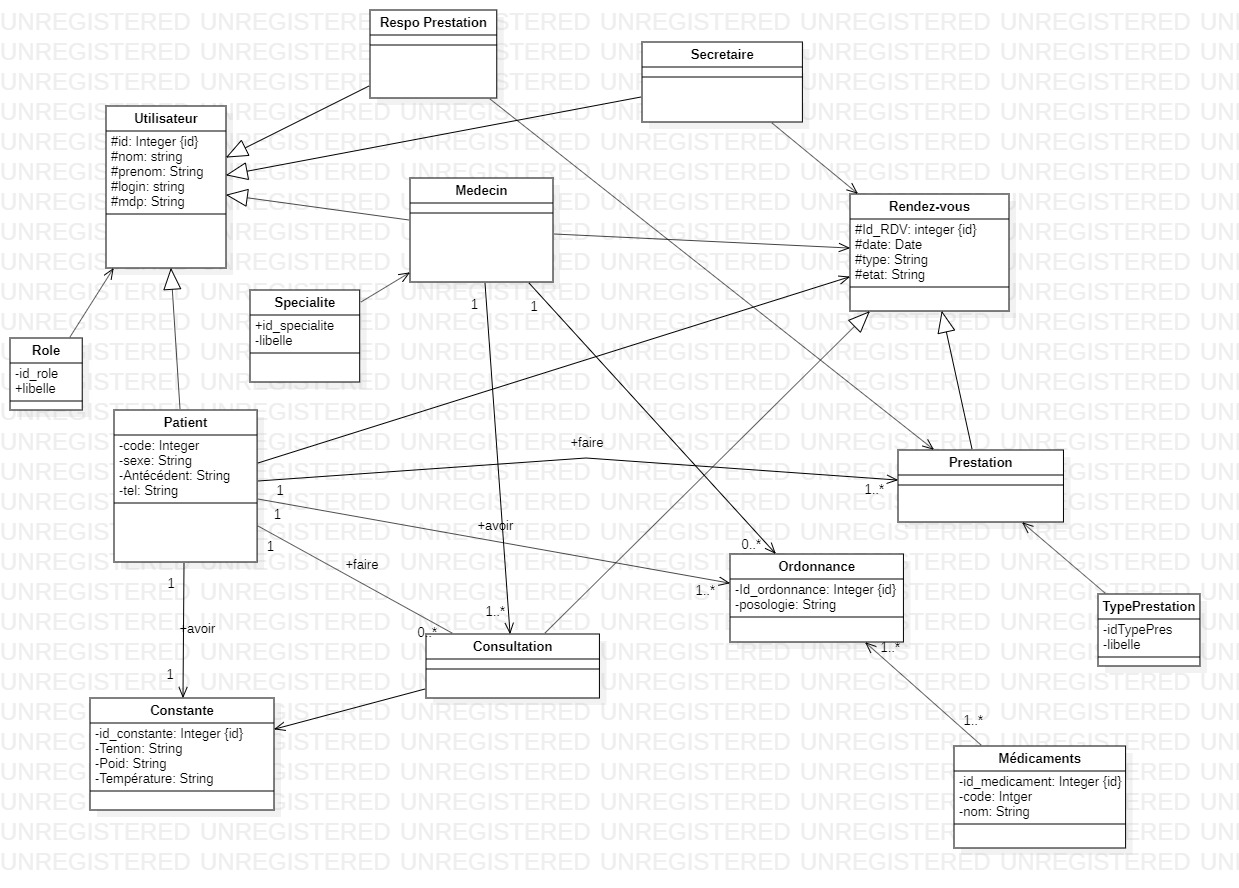 Respo Prestation
Secretaire
Utilisateur
#id: Integer {id}
#nom: string
#prenom: String
#login: string
#mdp: String
Medecin
Rendez-vous
#Id_RDV: integer {id}
#date: Date
#type: String
#etat: String
Specialite
+id_specialite
-libelle
1
1
Role
-id_role
+libelle
Patient
-code: Integer
-sexe: String
-Antécédent: String
-tel: String
+faire
Prestation
1
1..*
1
+avoir
1
0..*
+faire
Ordonnance
-Id_ordonnance: Integer {id}
-posologie: String
1
1..*
TypePrestation
-idTypePres
-libelle
1..*
+avoir
0..*
Consultation
1..*
1
Constante
-id_constante: Integer {id}
-Tention: String
-Poid: String
-Température: String
1..*
Médicaments
-id_medicament: Integer {id}
-code: Intger
-nom: String
UNREGISTERED